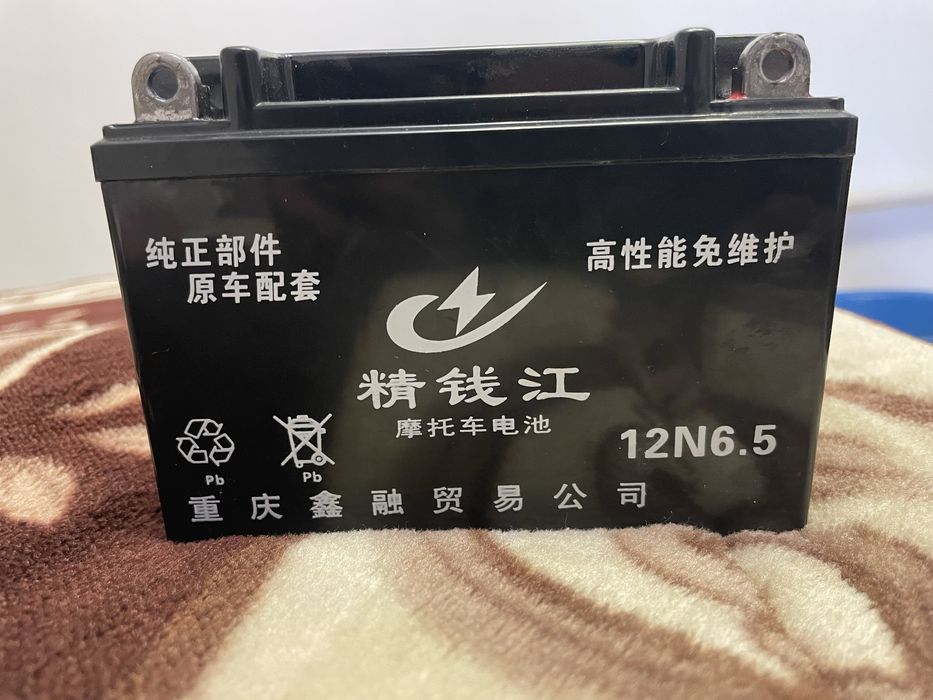 纯正部件
原车配套
高性能免维护
精钱江
摩托车电池
12N6.5
Pb
Pb
重庆鑫融贸易公司